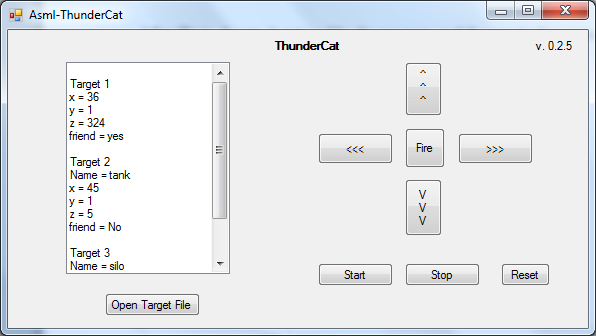 Asml-ThunderCat
ThunderCat
v. 0.2.5
Target 1
x = 36
y = 1
z = 324
friend = yes
Target 2
Name = tank
x = 45
y = 1
z = 5
friend = No
Target 3
Name = silo
Open Target File
^
^
^
<<<
Fire
>>>
V
V
V
Start
Stop
Reset